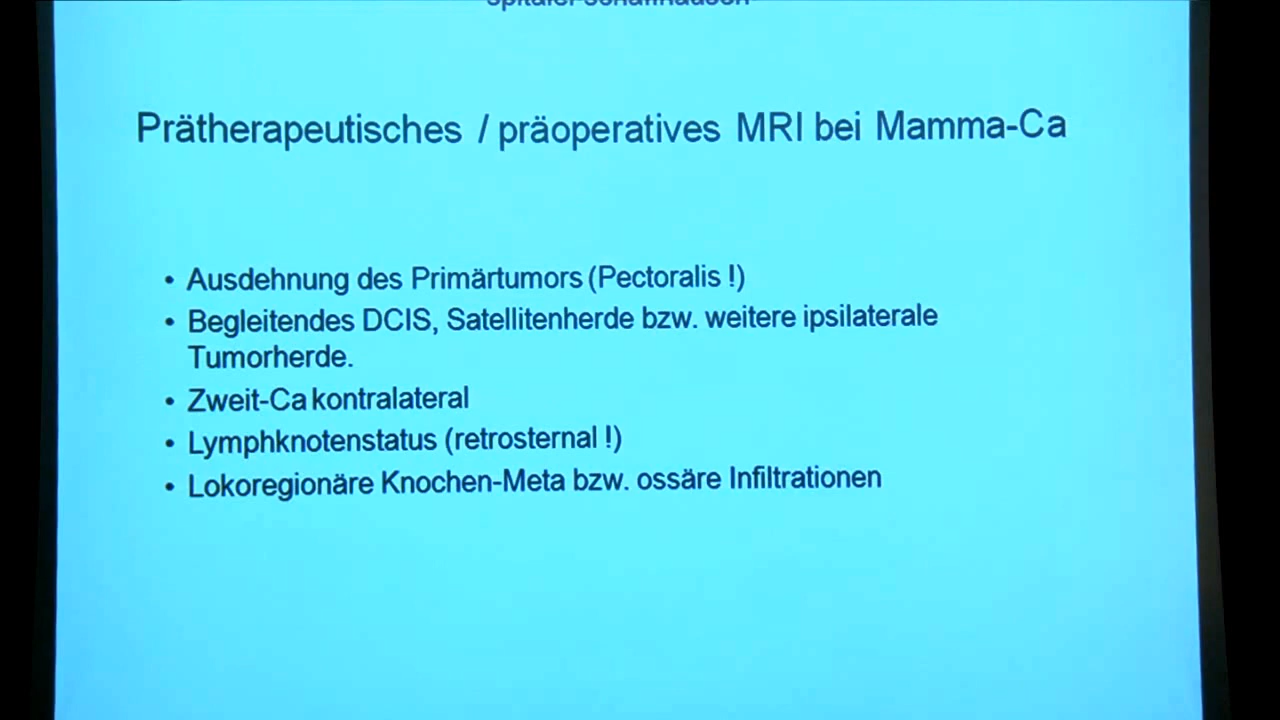 Prätherapeutisches / präoperatives MRI bei Mamma-Ca
• Ausdehnung des Primärtumors (Pectoralis !)
• Begleitendes DCIS, Satellitenherde bzw. weitere ipsilaterale
Tumorherde.
• Zweit-Ca kontralateral
• Lymphknotenstatus (retrosternal !)
• Lokoregionäre Knochen-Meta bzw. ossäre Infiltrationen